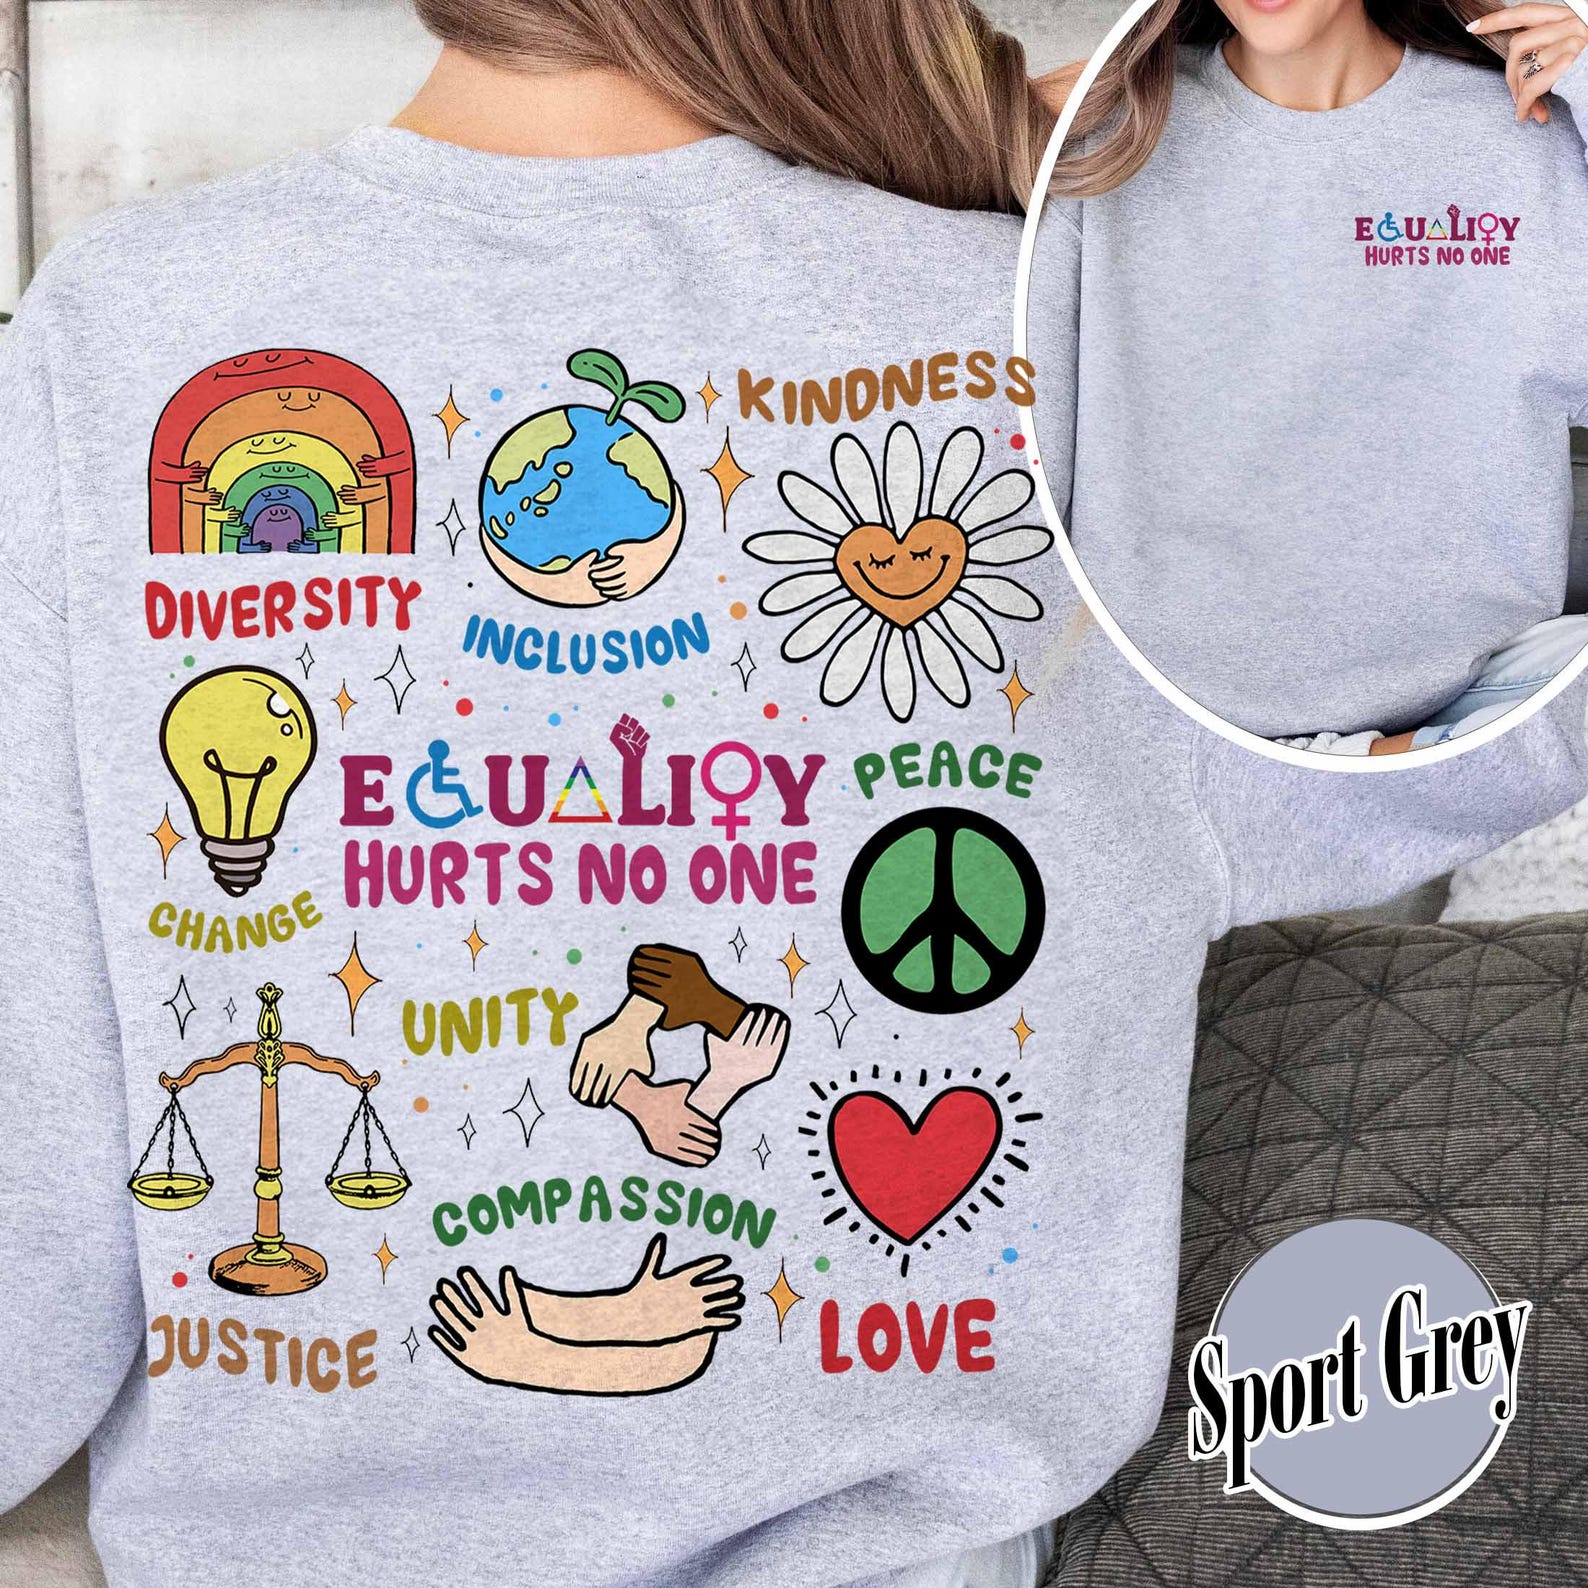 KINDNESS
DIVERSITY
INCLUSION
EQUALITY
HURTS NO ONE
PEACE
CHANGE
UNITY
COMPASSION
JUSTICE
LOVE
EQUALITY
HURTS NO ONE
Sport Grey